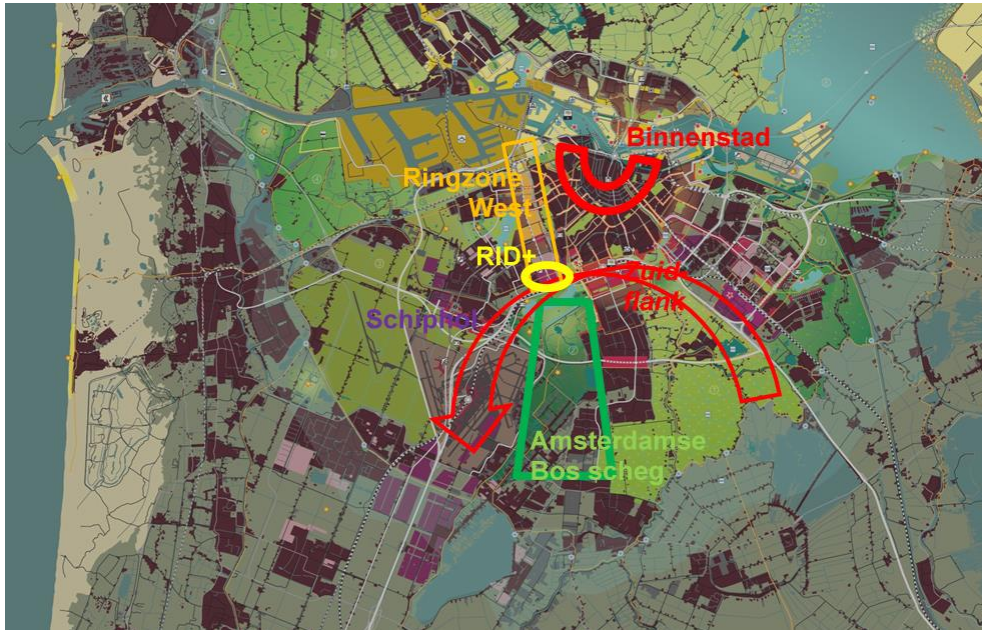 Binnenstad
Ringzone
West
RID+
Zuid-
flank
Schiphol
Amsterdamse
Bos scheg